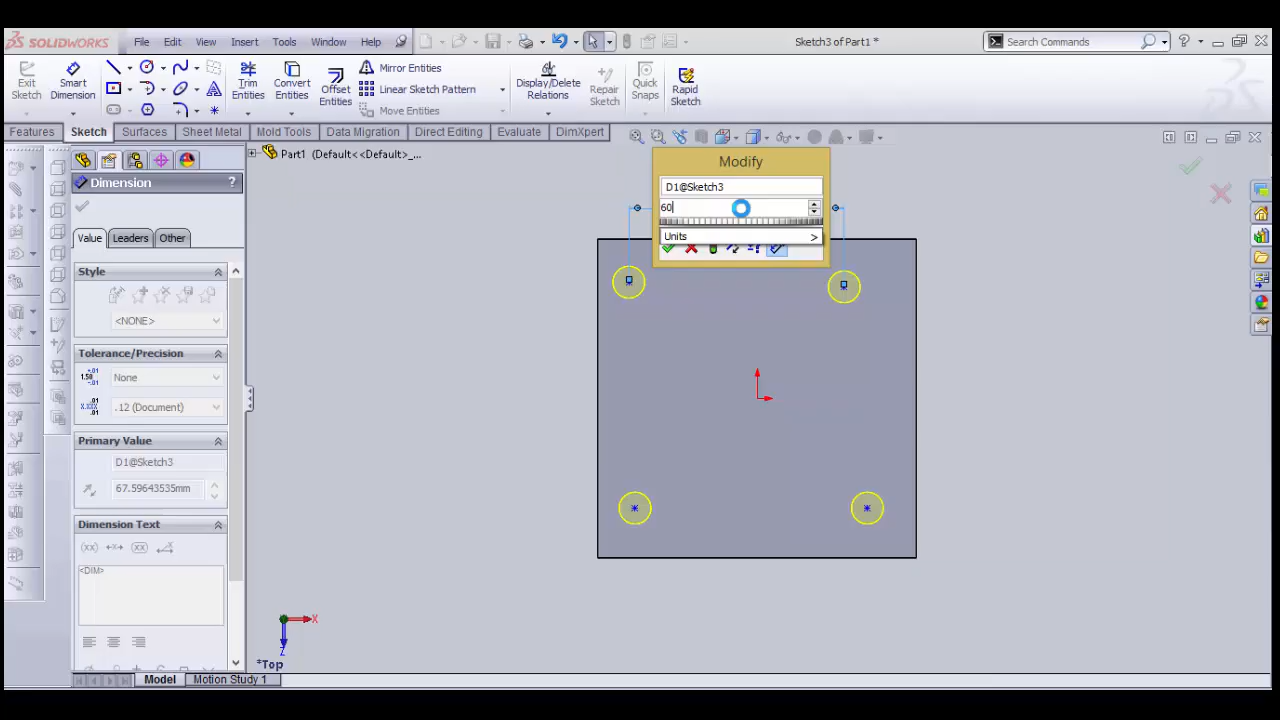 SOLIDWORKS File Edit View Insert Tools Window Help Sketch3 of Part1 * Search Commands ?
Exit Sketch Smart Dimension Trim Entities Convert Entities Offset Entities Mirror Entities Linear Sketch Pattern Move Entities Display/Delete Relations Repair Sketch Quick Snaps Rapid Sketch
Features Sketch Surfaces Sheet Metal Mold Tools Data Migration Direct Editing Evaluate DimXpert
Part1 (Default<<Default>_...
Modify
Dimension ?
D1@Sketch3
60
Value Leaders Other
Units >
Style
<NONE>
Tolerance/Precision
None
.12 (Document)
Primary Value
D1@Sketch3
67.59643535mm
Dimension Text
<DIM>
X
Z
*Top
Model Motion Study 1